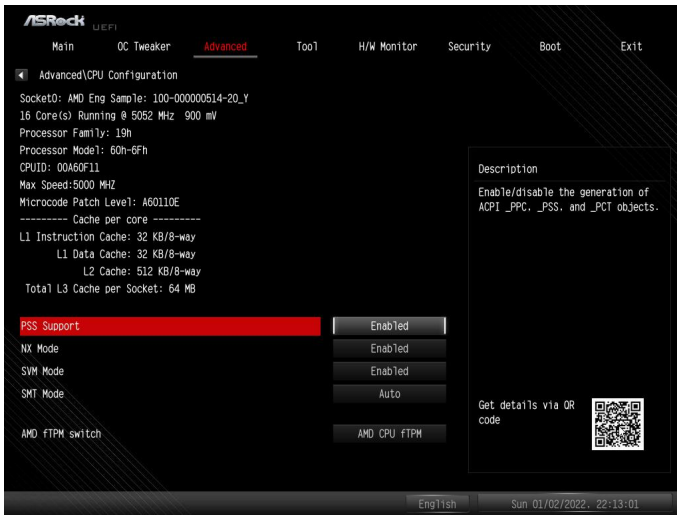 ASRock UEFI
Main OC Tweaker Advanced Tool H/W Monitor Security Boot Exit
Advanced\CPU Configuration
Socket0: AMD Eng Sample: 100-000000514-20_Y
16 Core(s) Running @ 5052 MHz 900 mV
Processor Family: 19h
Processor Model: 60h-6Fh
CPUID: 00A60F11
Max Speed:5000 MHZ
Microcode Patch Level: A60110E
--------- Cache per core ---------
L1 Instruction Cache: 32 KB/8-way
L1 Data Cache: 32 KB/8-way
L2 Cache: 512 KB/8-way
Total L3 Cache per Socket: 64 MB
PSS Support Enabled
NX Mode Enabled
SVM Mode Enabled
SMT Mode Auto
AMD fTPM switch AMD CPU fTPM
Description
Enable/disable the generation of
ACPI _PPC. _PSS. and _PCT objects.
Get details via QR
code
English Sun 01/02/2022. 22:13:01